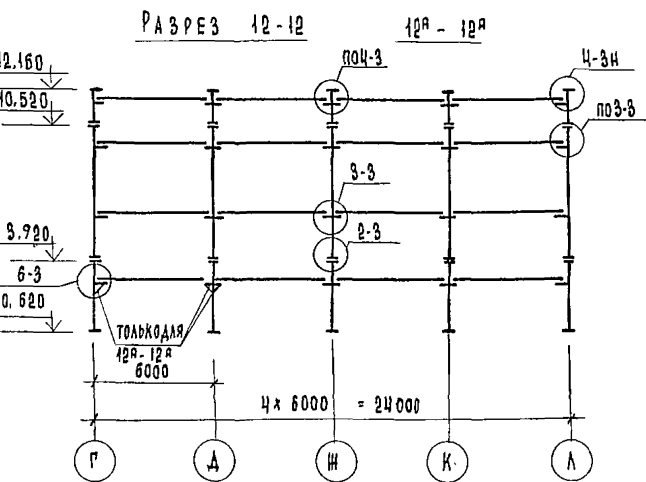 РАЗРЕЗ 12-12 12А - 12А
12.160
10.520
ПО4-3
4-3Н
ПО3-3
3-3
2-3
3.920
6-3
0.620
ТОЛЬКО ДЛЯ
12А-12А
6000
4 х 6000 = 24000
Г Д Ж К Л